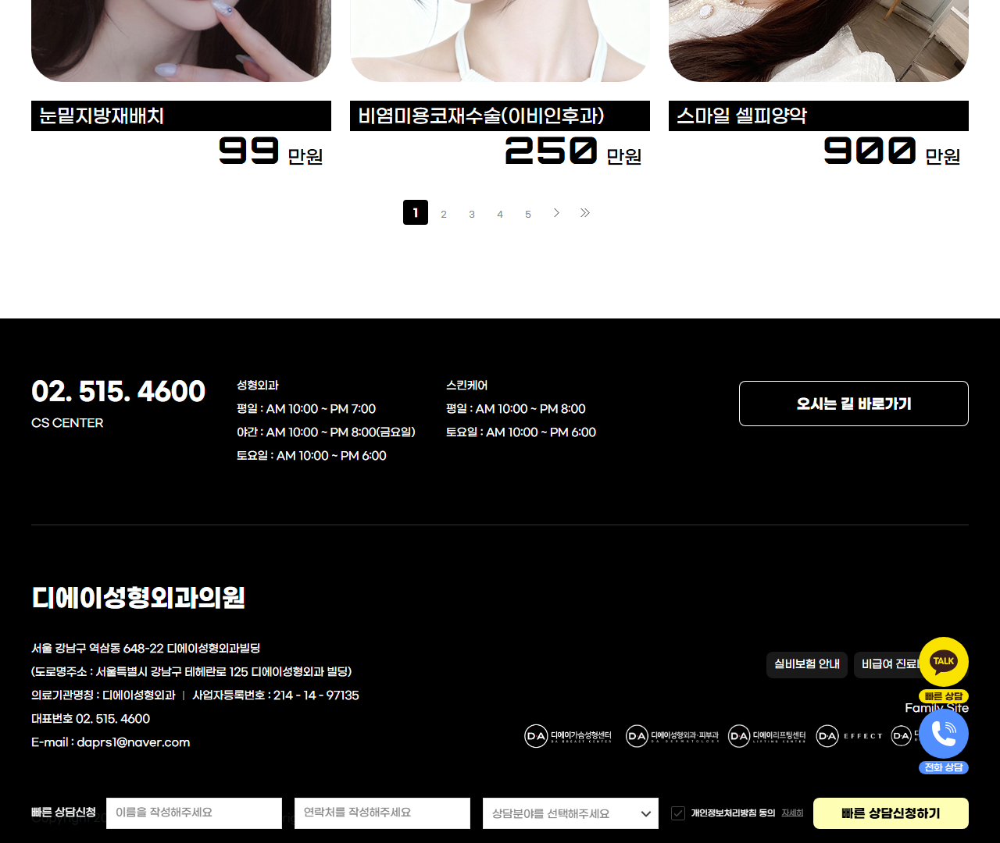 눈밑지방재배치
99 만원
비염미용코재수술(이비인후과)
250 만원
스마일 셀피양악
900 만원
1 2 3 4 5
02. 515. 4600
CS CENTER
성형외과
평일 : AM 10:00 ~ PM 7:00
야간 : AM 10:00 ~ PM 8:00(금요일)
토요일 : AM 10:00 ~ PM 6:00
스킨케어
평일 : AM 10:00 ~ PM 8:00
토요일 : AM 10:00 ~ PM 6:00
오시는 길 바로가기
디에이성형외과의원
서울 강남구 역삼동 648-22 디에이성형외과빌딩
(도로명주소 : 서울특별시 강남구 테헤란로 125 디에이성형외과 빌딩)
의료기관명칭 : 디에이성형외과 | 사업자등록번호 : 214 - 14 - 97135
대표번호 02. 515. 4600
E-mail : daprs1@naver.com
실비보험 안내
비급여 진료
TALK
빠른 상담
Family Site
D·A 디에이가슴성형센터
DA BREAST CENTER
DA 디에이성형외과·피부과
DA DERMATOLOGY
D·A 디에이리프팅센터
LIFTING CENTER
D·A EFFECT
D·A
전화 상담
빠른 상담신청
이름을 작성해주세요
연락처를 작성해주세요
상담분야를 선택해주세요
개인정보처리방침 동의 자세히
빠른 상담신청하기